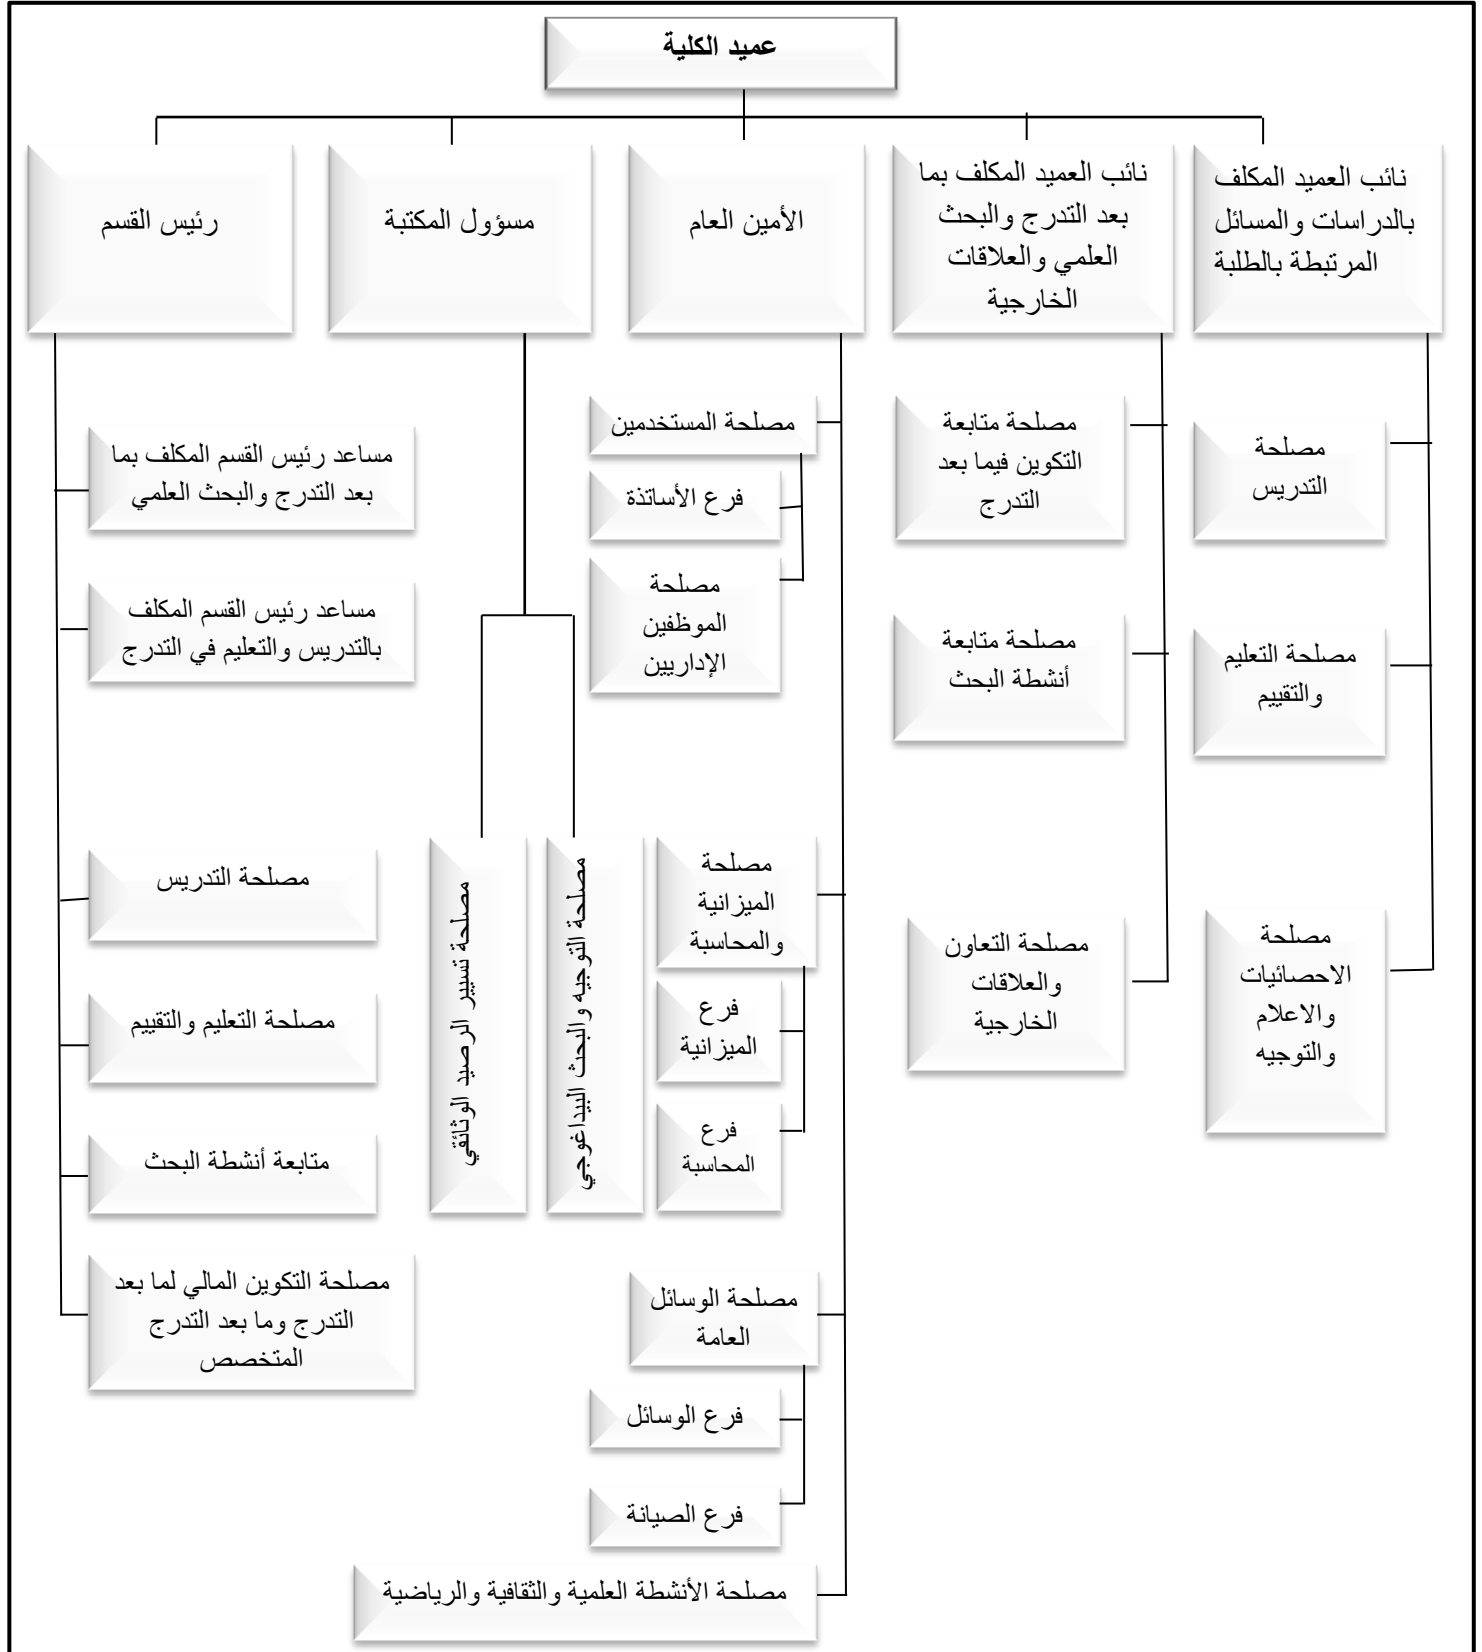 عميد الكلية
نائب العميد المكلف
بالدراسات والمسائل
المرتبطة بالطلبة
نائب العميد المكلف بما
بعد التدرج والبحث
العلمي والعلاقات
الخارجية
الأمين العام
مسؤول المكتبة
رئيس القسم
مصلحة
التدريس
مصلحة التعليم
والتقييم
مصلحة
الاحصائيات
والاعلام
والتوجيه
مصلحة متابعة
التكوين فيما بعد
التدرج
مصلحة متابعة
أنشطة البحث
مصلحة التعاون
والعلاقات
الخارجية
مصلحة المستخدمين
فرع الأساتذة
مصلحة
الموظفين
الإداريين
مصلحة
الميزانية
والمحاسبة
فرع
الميزانية
فرع
المحاسبة
مصلحة الوسائل
العامة
فرع الوسائل
فرع الصيانة
مصلحة الأنشطة العلمية والثقافية والرياضية
مصلحة التوجيه والبحث البيداغوجي
مصلحة تسيير الرصيد الوثائقي
مساعد رئيس القسم المكلف بما
بعد التدرج والبحث العلمي
مساعد رئيس القسم المكلف
بالتدريس والتعليم في التدرج
مصلحة التدريس
مصلحة التعليم والتقييم
متابعة أنشطة البحث
مصلحة التكوين المالي لما بعد
التدرج وما بعد التدرج
المتخصص